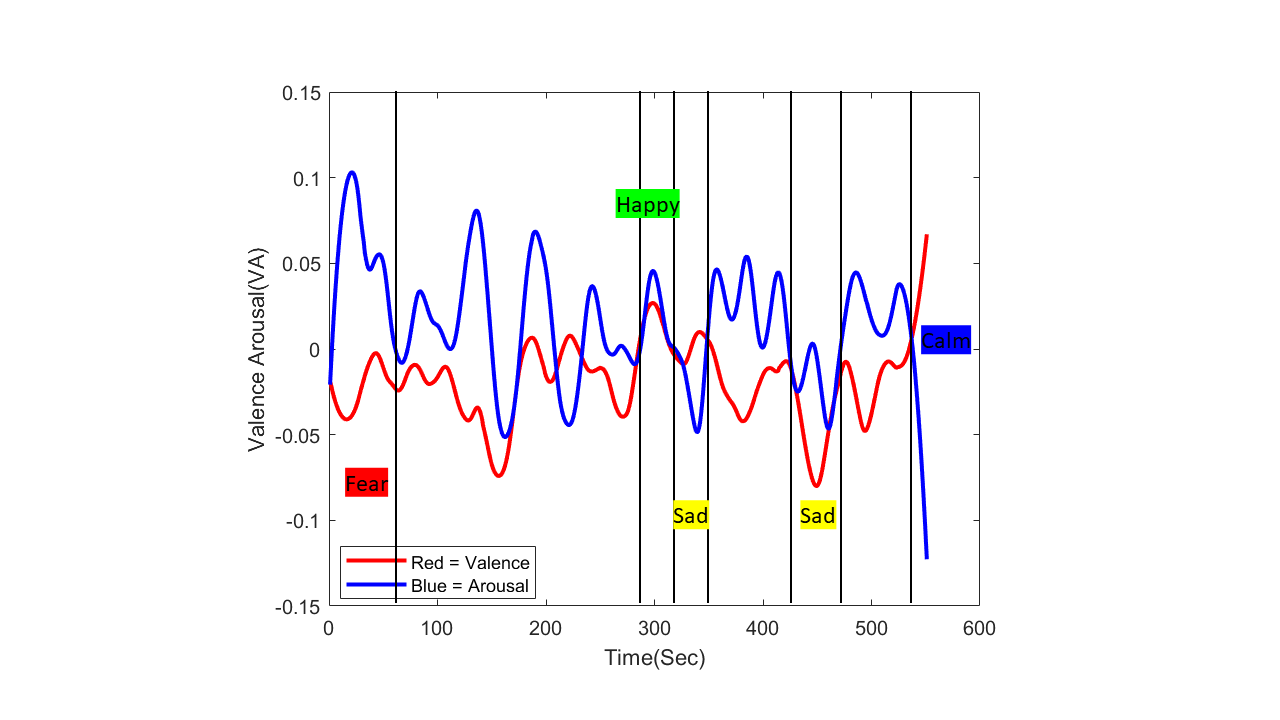 0.15
0.1
0.05
0
-0.05
-0.1
-0.15
Valence Arousal(VA)
Happy
Calm
Fear
Sad
Sad
Red = Valence
Blue = Arousal
0 100 200 300 400 500 600
Time(Sec)